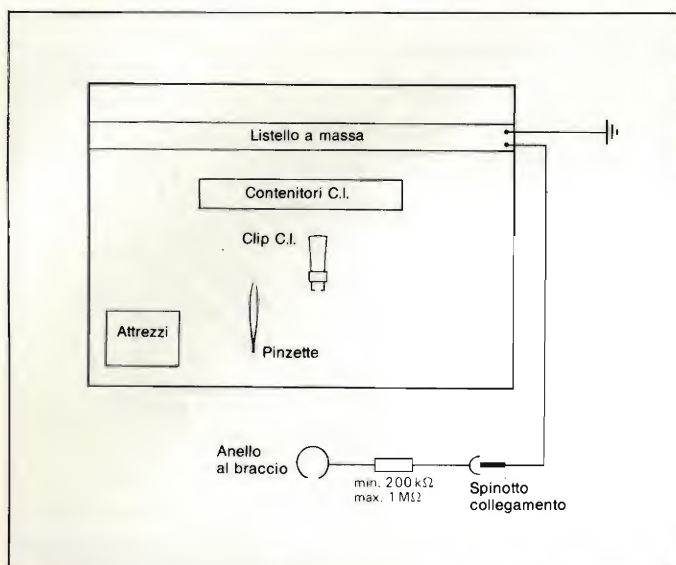 Listello a massa
Contenitori C.I.
Clip C.I.
Attrezzi
Pinzette
Anello
al braccio
min. 200 kΩ
max. 1 MΩ
Spinotto
collegamento